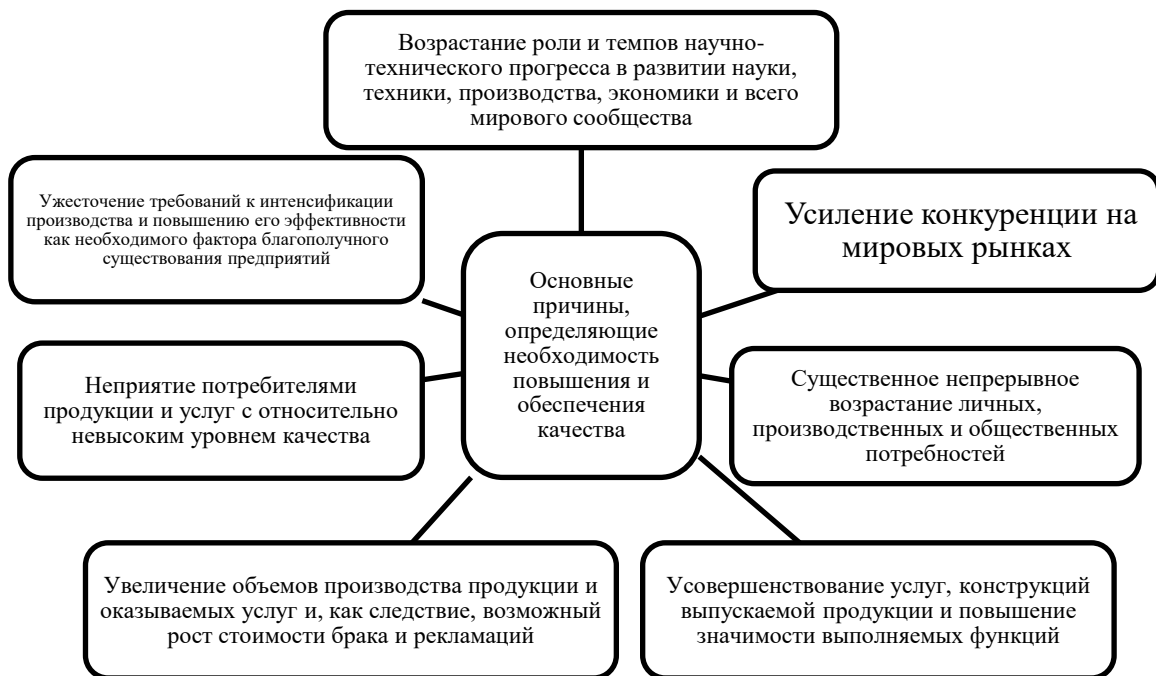 Возрастание роли и темпов научно-
технического прогресса в развитии науки,
техники, производства, экономики и всего
мирового сообщества
Ужесточение требований к интенсификации
производства и повышению его эффективности
как необходимого фактора благополучного
существования предприятий
Усиление конкуренции на
мировых рынках
Основные
причины,
определяющие
необходимость
повышения и
обеспечения
качества
Неприятие потребителями
продукции и услуг с относительно
невысоким уровнем качества
Существенное непрерывное
возрастание личных,
производственных и общественных
потребностей
Увеличение объемов производства продукции и
оказываемых услуг и, как следствие, возможный
рост стоимости брака и рекламаций
Усовершенствование услуг, конструкций
выпускаемой продукции и повышение
значимости выполняемых функций